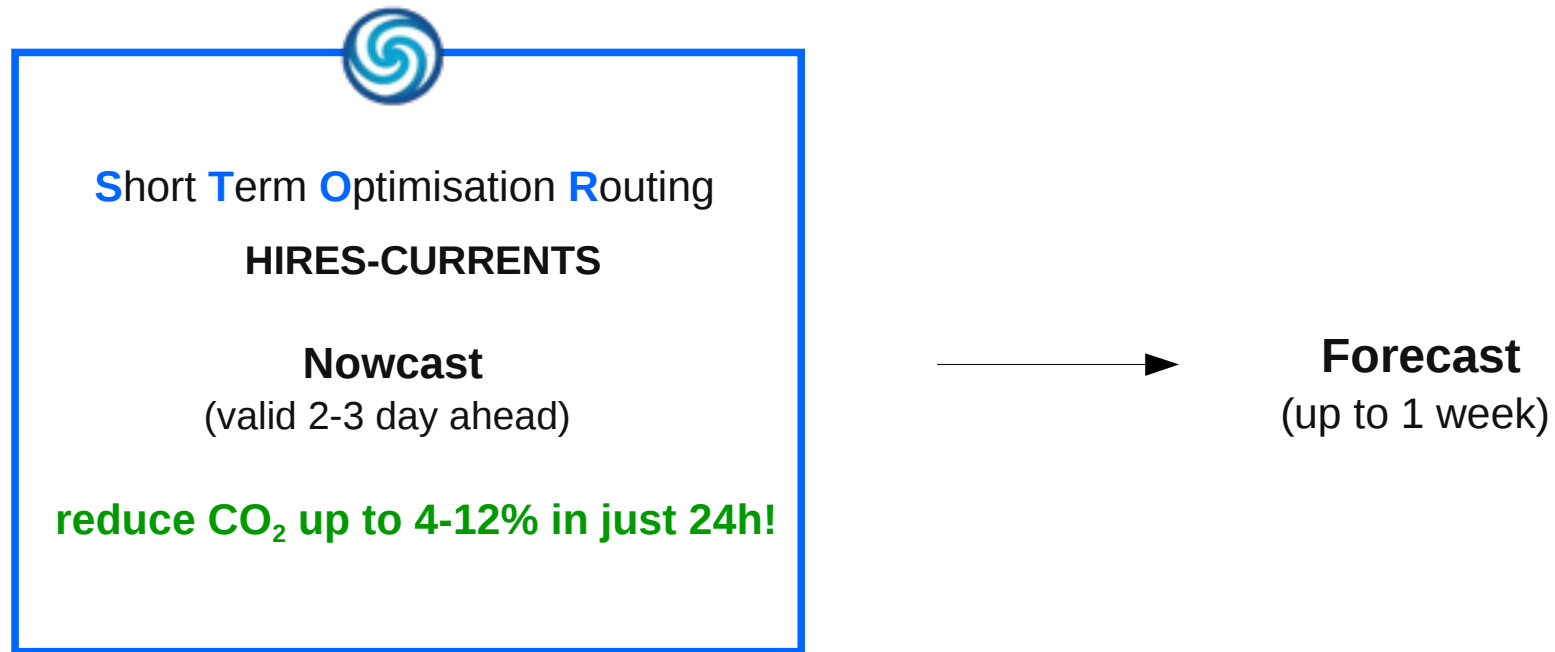 Short Term Optimisation Routing
HIRES-CURRENTS
Nowcast
(valid 2-3 day ahead)
reduce CO₂ up to 4-12% in just 24h!
Forecast
(up to 1 week)